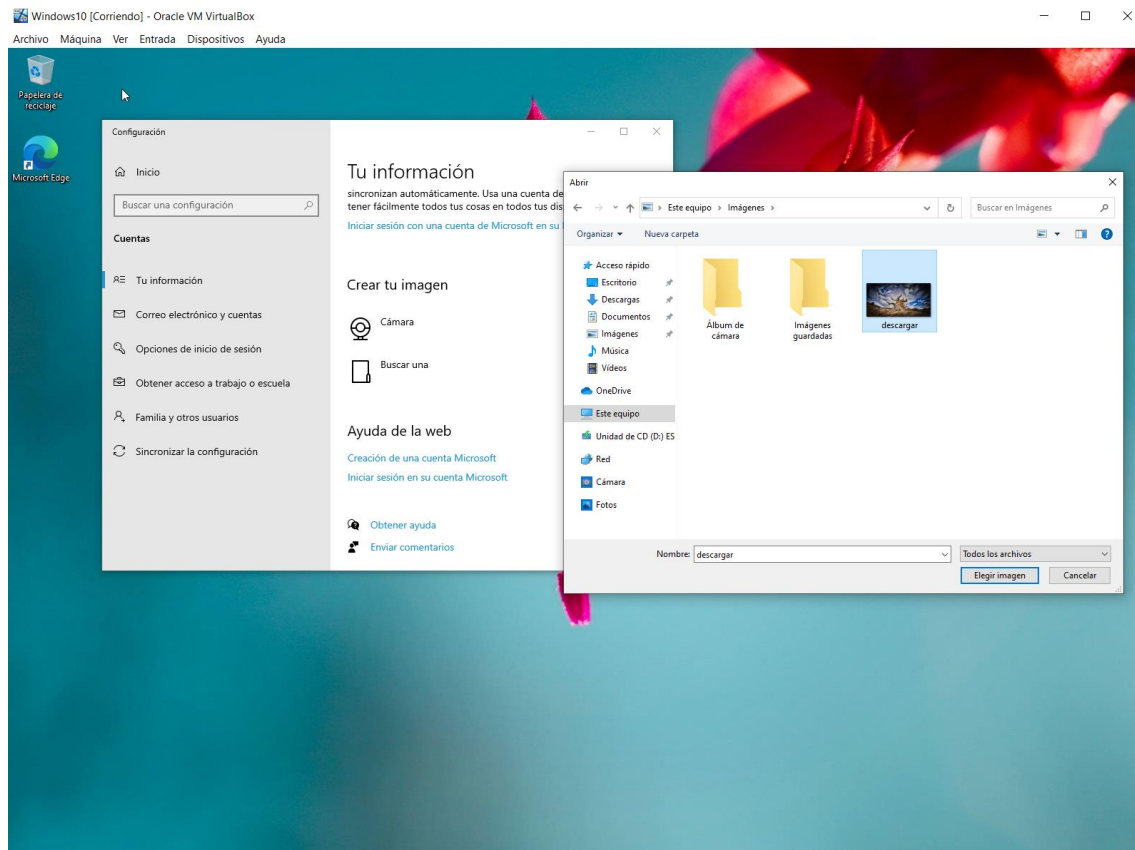 Windows10 [Corriendo] - Oracle VM VirtualBox
Archivo Máquina Ver Entrada Dispositivos Ayuda
Papelera de
reciclaje
Microsoft Edge
Configuración
Inicio
Buscar una configuración
Cuentas
Tu información
Correo electrónico y cuentas
Opciones de inicio de sesión
Obtener acceso a trabajo o escuela
Familia y otros usuarios
Sincronizar la configuración
Tu información
sincronizan automáticamente. Usa una cuenta de
tener fácilmente todos tus cosas en todos tus dis
Iniciar sesión con una cuenta de Microsoft en su
Crear tu imagen
Cámara
Buscar una
Ayuda de la web
Creación de una cuenta Microsoft
Iniciar sesión en su cuenta Microsoft
Obtener ayuda
Enviar comentarios
Abrir
Este equipo > Imágenes >
Buscar en Imágenes
Organizar Nueva carpeta
Acceso rápido
Escritorio
Descargas
Documentos
Imágenes
Música
Vídeos
OneDrive
Este equipo
Unidad de CD (D:) ES
Red
Cámara
Fotos
Álbum de
cámara
Imágenes
guardadas
descargar
Nombre: descargar
Todos los archivos
Elegir imagen Cancelar